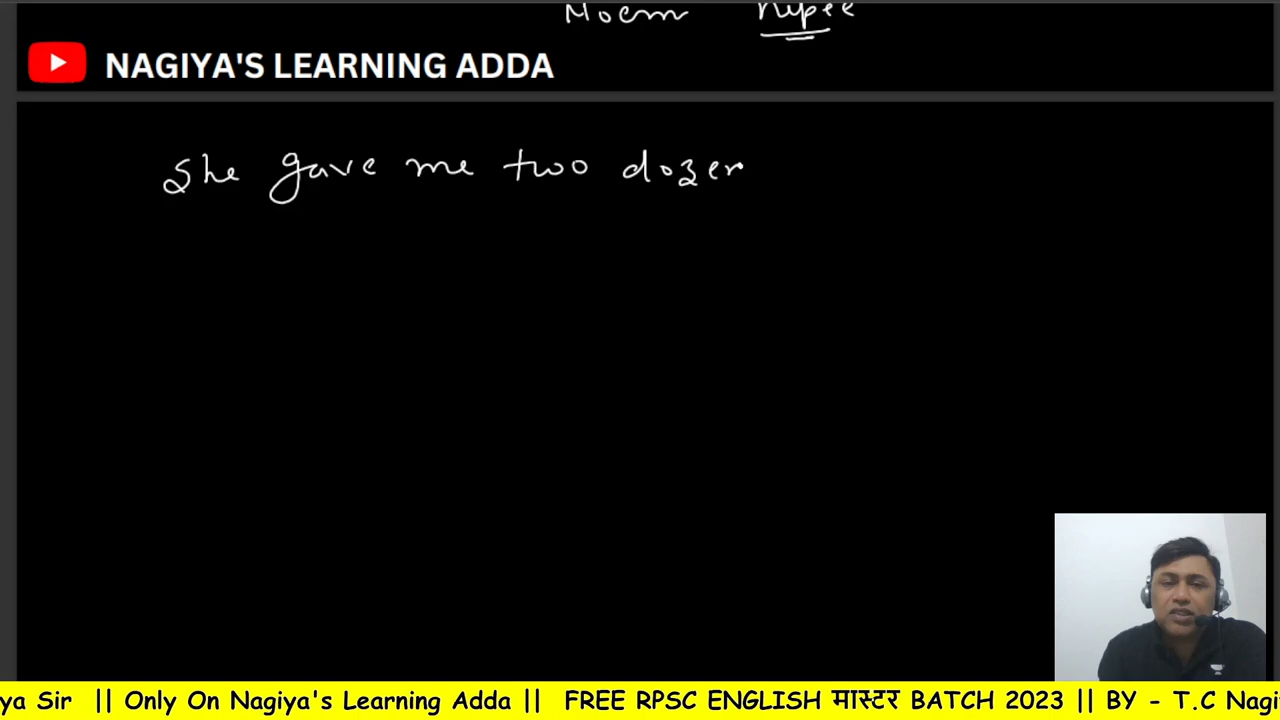 NAGIYA'S LEARNING ADDA
She gave me two dozen
ya Sir || Only On Nagiya's Learning Adda || FREE RPSC ENGLISH मास्टर BATCH 2023 || BY - T.C Nagi